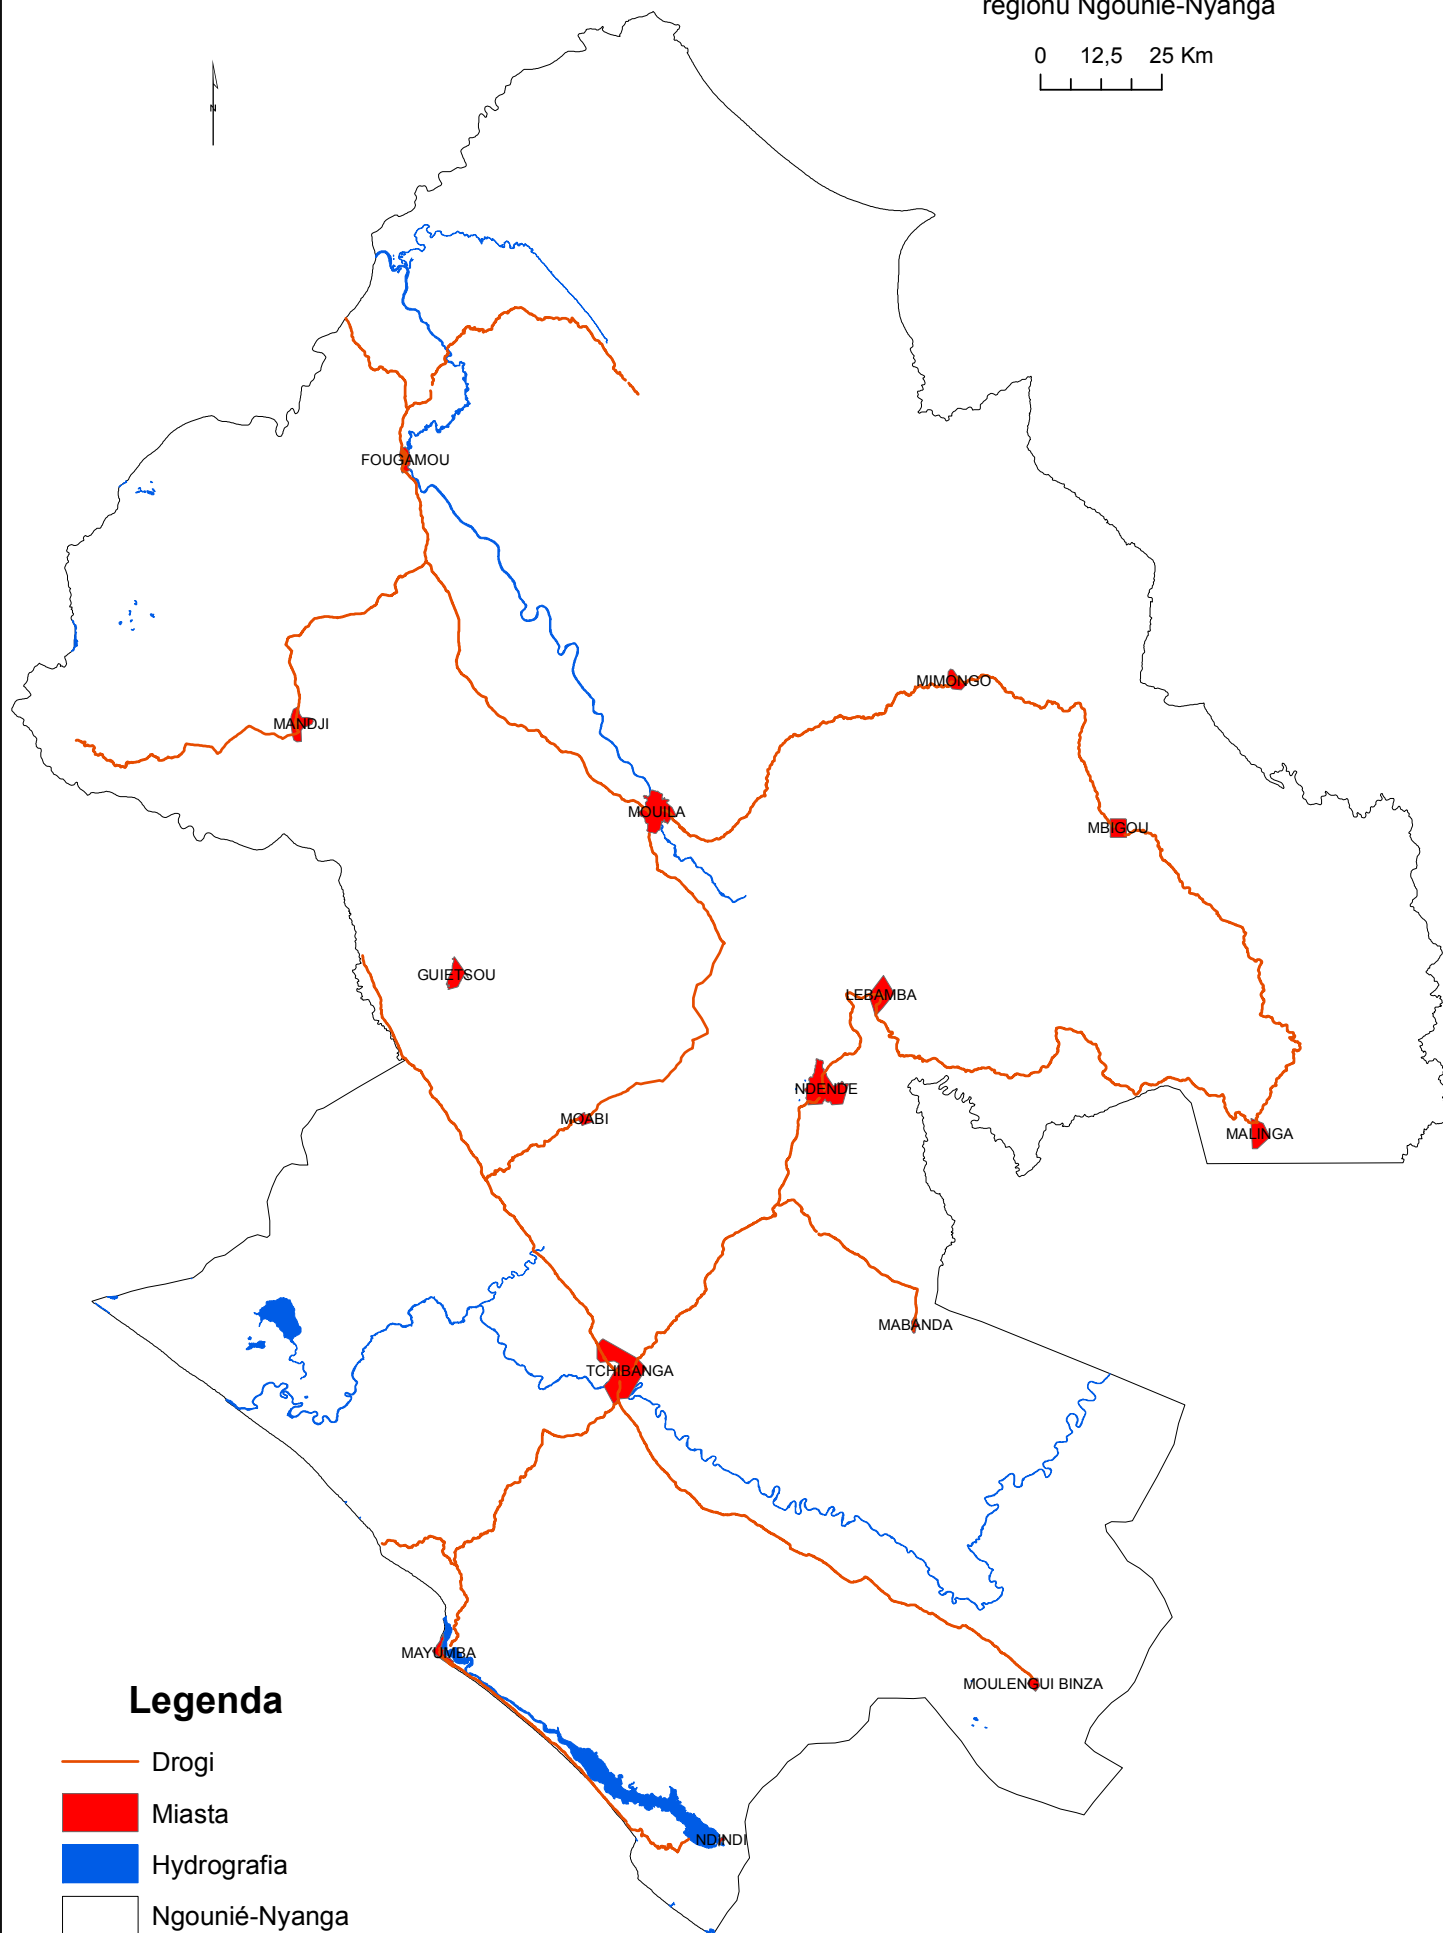 regionu Ngounié-Nyanga
0 12,5 25 Km
N
FOUGAMOU
MIMONGO
MANDJI
MOUILA
MBIGOU
GUIETSOU
LEBAMBA
NDENDE
MOABI
MALINGA
MABANDA
TCHIBANGA
MAYUMBA
MOULENGUI BINZA
NDINDI
Legenda
Drogi
Miasta
Hydrografia
Ngounié-Nyanga